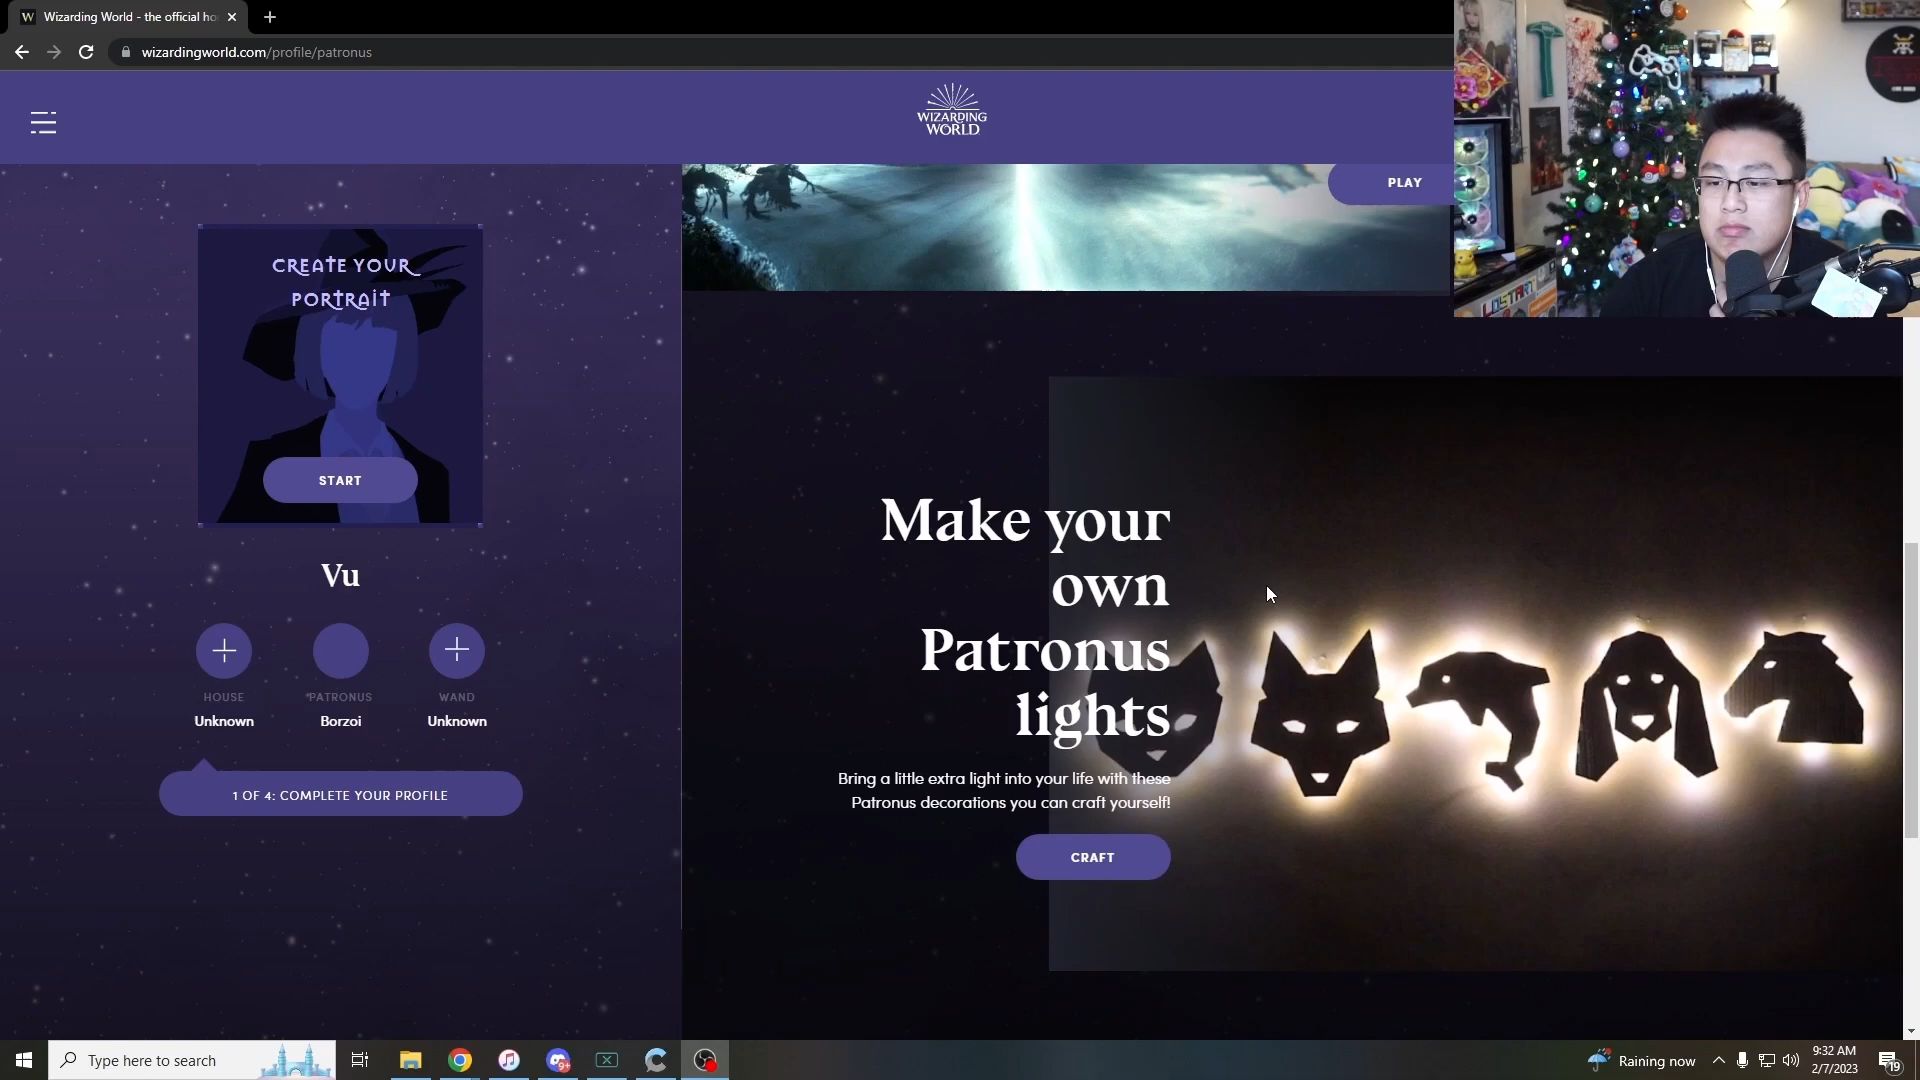 Wizarding World - the official ho
wizardingworld.com/profile/patronus
WIZARDING
WORLD
PLAY
CREATE YOUR
PORTRAIT
START
Vu
HOUSE
PATRONUS
WAND
Unknown
Borzoi
Unknown
1 OF 4: COMPLETE YOUR PROFILE
Make your
own
Patronus
lights
Bring a little extra light into your life with these
Patronus decorations you can craft yourself!
CRAFT
Type here to search
9+
Raining now
9:32 AM
2/7/2023
19